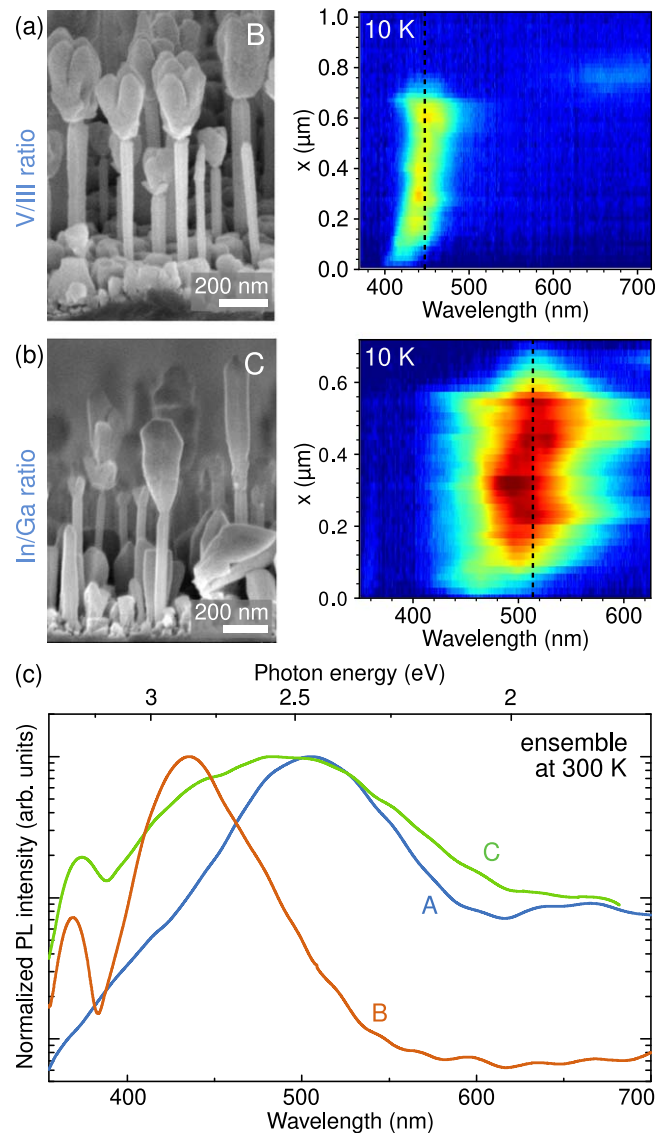 (a)
V/III ratio
B
200 nm
10 K
x (µm)
1.0
0.8
0.6
0.4
0.2
0.0
400 500 600 700
Wavelength (nm)
(b)
In/Ga ratio
C
200 nm
10 K
x (µm)
0.6
0.4
0.2
0.0
400 500 600
Wavelength (nm)
(c)
Photon energy (eV)
3 2.5 2
Normalized PL intensity (arb. units)
ensemble
at 300 K
C
A
B
400 500 600 700
Wavelength (nm)